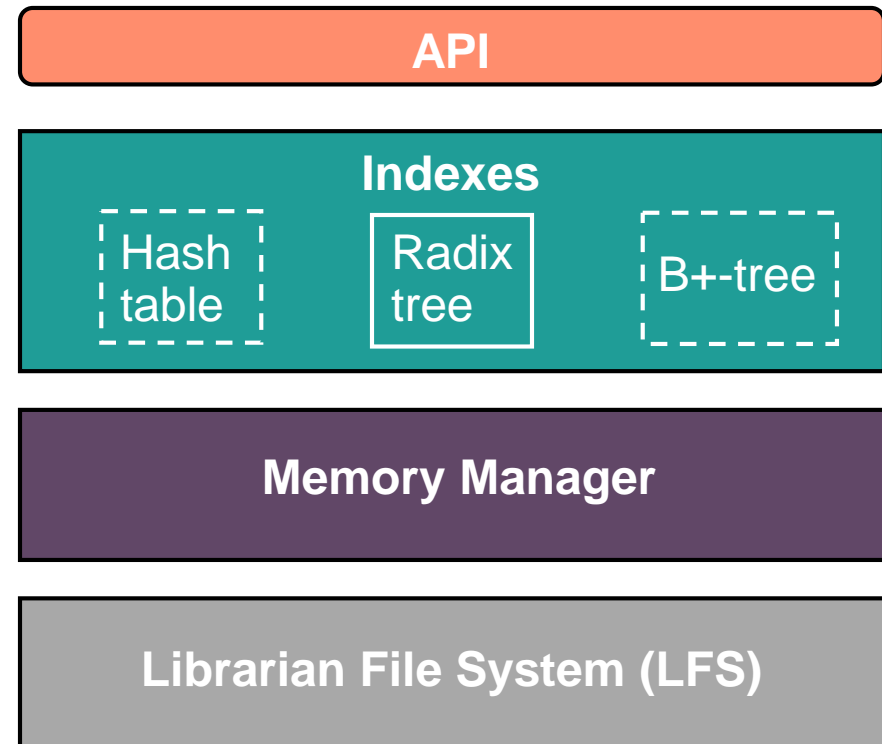 API
Indexes
Hash
table
Radix
tree
B+-tree
Memory Manager
Librarian File System (LFS)